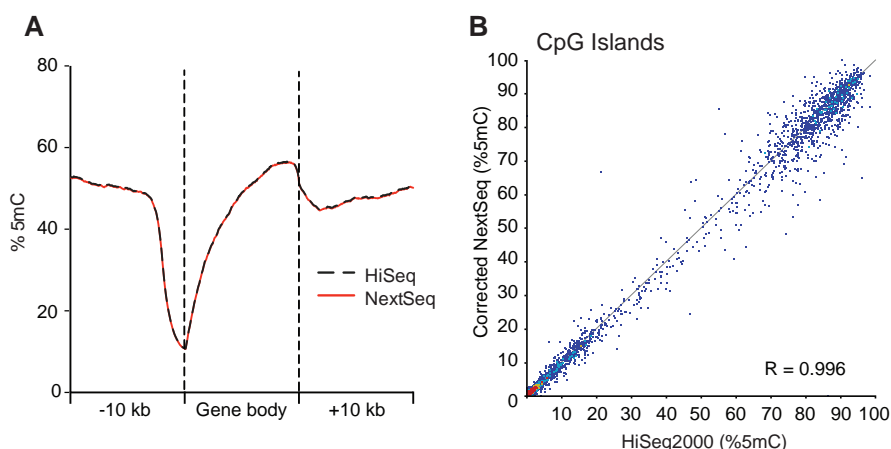 A
80
60
40
20
0
% 5mC
HiSeq
NextSeq
-10 kb
Gene body
+10 kb
B
CpG Islands
100
90
80
70
60
50
40
30
20
10
0
Corrected NextSeq (%5mC)
R = 0.996
10 20 30 40 50 60 70 80 90 100
HiSeq2000 (%5mC)